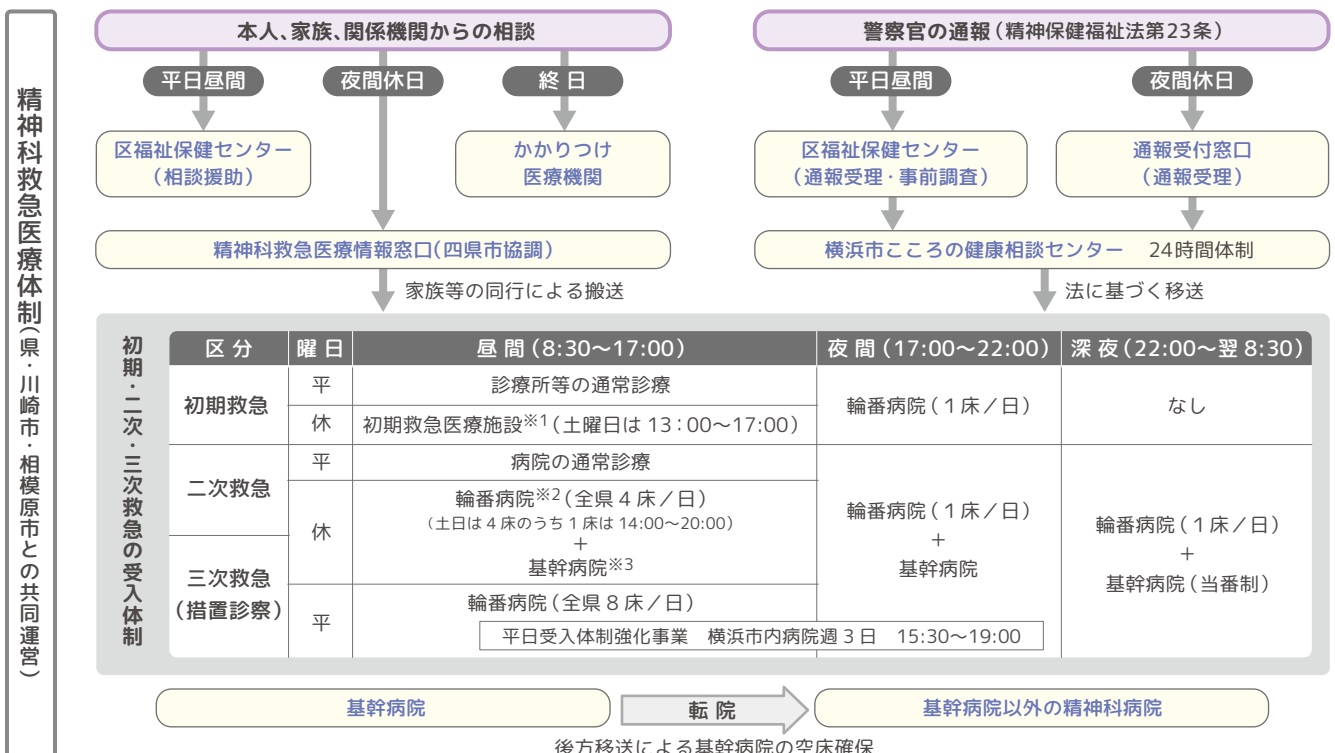 精神科救急医療体制(県・川崎市・相模原市との共同運営)
本人、家族、関係機関からの相談
平日昼間
夜間休日
終 日
区福祉保健センター
(相談援助)
かかりつけ
医療機関
精神科救急医療情報窓口(四県市協調)
家族等の同行による搬送
警察官の通報(精神保健福祉法第23条)
平日昼間
夜間休日
区福祉保健センター
(通報受理・事前調査)
通報受付窓口
(通報受理)
横浜市こころの健康相談センター 24時間体制
法に基づく移送
初期・二次・三次救急の受入体制
区 分 曜 日 昼 間(8:30~17:00) 夜 間(17:00~22:00) 深 夜(22:00~翌 8:30)
初期救急
平 診療所等の通常診療
休 初期救急医療施設※1(土曜日は 13:00~17:00)
輪番病院(1床/日)
なし
二次救急
平 病院の通常診療
休
輪番病院※2(全県 4 床/日)
(土日は 4 床のうち 1 床は 14:00~20:00)
+
基幹病院※3
三次救急
(措置診察)
平
輪番病院(全県 8 床/日)
平日受入体制強化事業 横浜市内病院週 3 日 15:30~19:00
輪番病院(1床/日)
+
基幹病院
輪番病院(1床/日)
+
基幹病院(当番制)
基幹病院
転 院
基幹病院以外の精神科病院
後方移送による基幹病院の空床確保